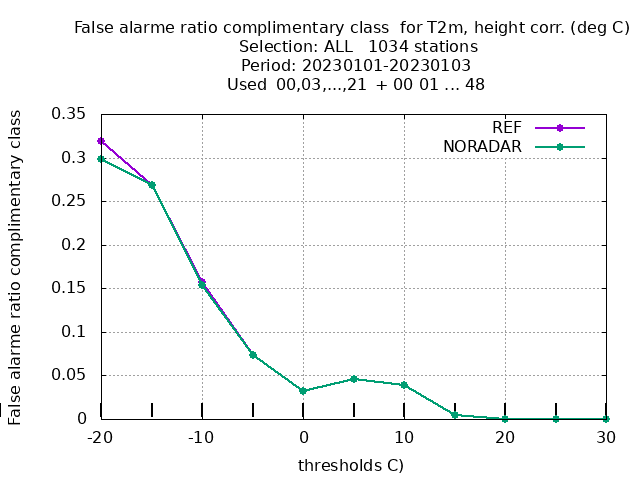 False alarme ratio complimentary class  for T2m, height corr. (deg C)
Selection: ALL   1034 stations
Period: 20230101-20230103
Used  00,03,...,21  + 00 01 ... 48
False alarme ratio complimentary class
0.35
0.3
0.25
0.2
0.15
0.1
0.05
0
REF
NORADAR
-20 -10 0 10 20 30
thresholds C)